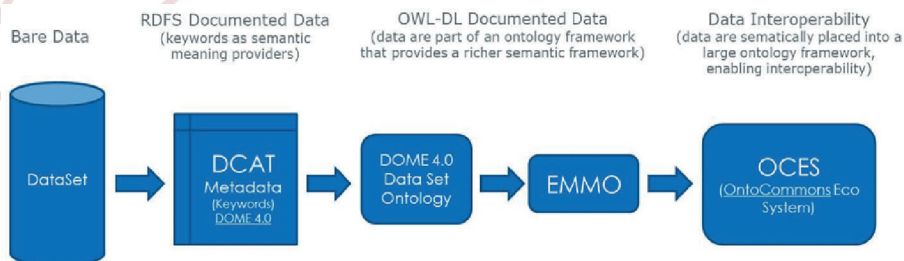 Bare Data
RDFS Documented Data
(keywords as semantic
meaning providers)
OWL-DL Documented Data
(data are part of an ontology framework
that provides a richer semantic framework)
Data Interoperability
(data are sematically placed into a
large ontology framework,
enabling interoperability)
DataSet
DCAT
Metadata
(Keywords)
DOME 4.0
DOME 4.0
Data Set
Ontology
EMMO
OCES
(OntoCommons Eco
System)